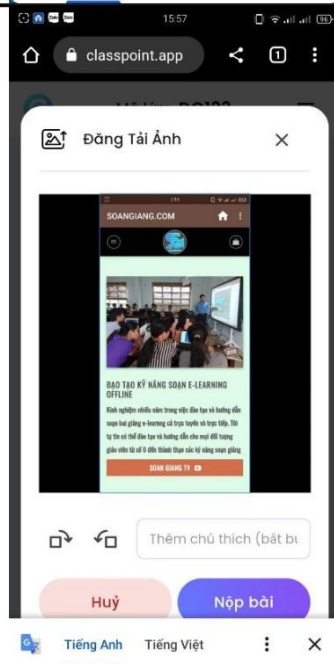 15:57
classpoint.app
1
Đăng Tải Ảnh
SOANGIANG.COM
ĐẠO TẠO KỸ NĂNG SOẠN E-LEARNING
OFFLINE
Kinh nghiệm nhiều năm trong việc đào tạo và hướng dẫn
soạn bài giảng e-learning cả trực tuyến và trực tiếp. Tôi
tự tin có thể đào tạo và hướng dẫn cho mọi đối tượng
giáo viên từ số 0 đến thành thạo các kỹ năng soạn giảng
SOẠN GIẢNG TV
Thêm chú thích (bắt bu
Huỷ
Nộp bài
Tiếng Anh
Tiếng Việt